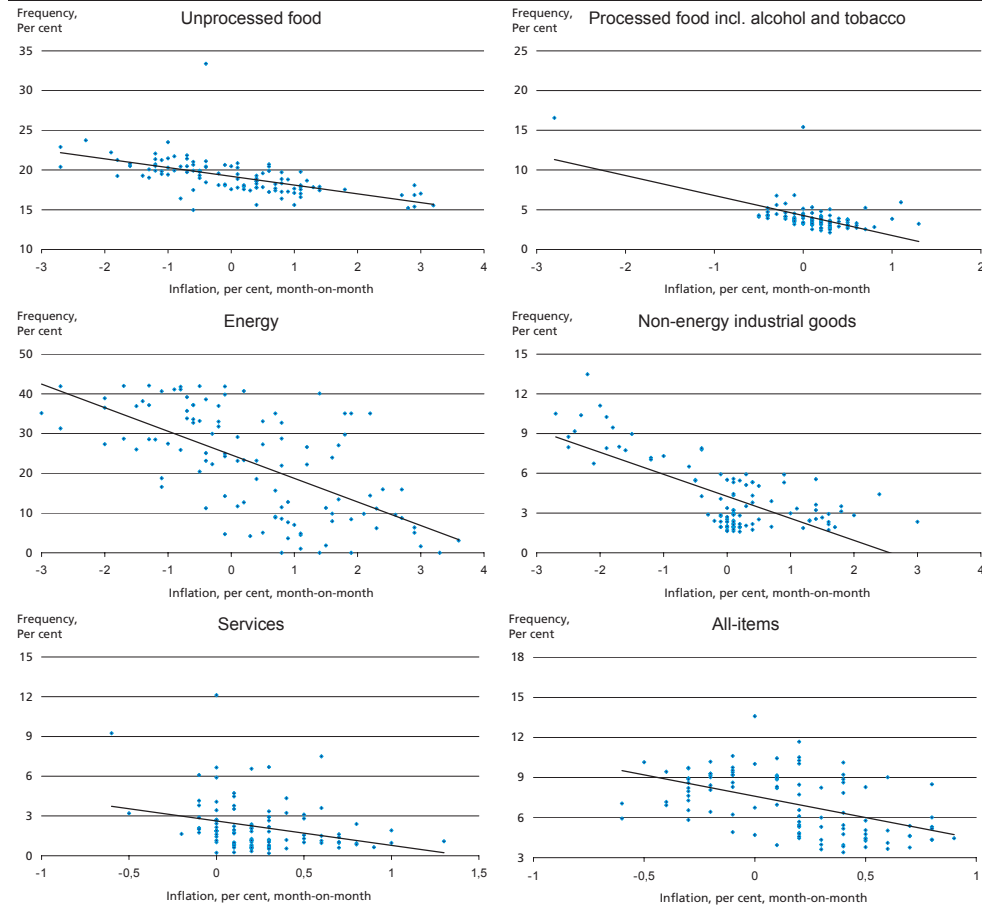 Frequency,
Per cent
Unprocessed food
35
30
25
20
15
10
-3 -2 -1 0 1 2 3 4
Inflation, per cent, month-on-month
Frequency,
Per cent
Processed food incl. alcohol and tobacco
25
20
15
10
5
0
-3 -2 -1 0 1 2
Inflation, per cent, month-on-month
Frequency,
Per cent
Energy
50
40
30
20
10
0
-3 -2 -1 0 1 2 3 4
Inflation, per cent, month-on-month
Frequency,
Per cent
Non-energy industrial goods
15
12
9
6
3
0
-3 -2 -1 0 1 2 3 4
Inflation, per cent, month-on-month
Frequency,
Per cent
Services
15
12
9
6
3
0
-1 -0,5 0 0,5 1 1,5
Inflation, per cent, month-on-month
Frequency,
Per cent
All-items
18
15
12
9
6
3
-1 -0,5 0 0,5 1
Inflation, per cent, month-on-month